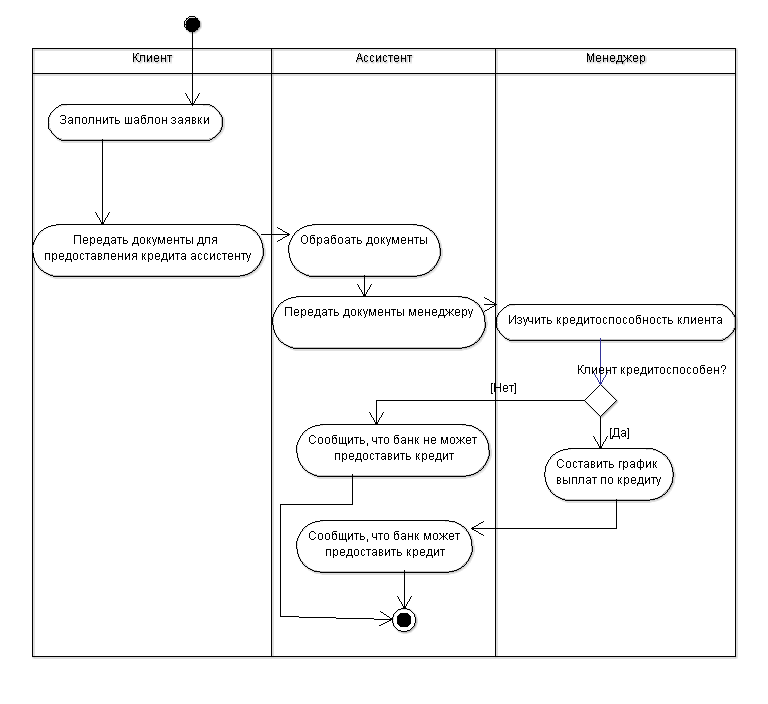 Клиент
Ассистент
Менеджер
Заполнить шаблон заявки
Передать документы для
предоставления кредита ассистенту
Обрабоать документы
Передать документы менеджеру
Изучить кредитоспособность клиента
Клиент кредитоспособен?
[Нет]
[Да]
Сообщить, что банк не может
предоставить кредит
Составить график
выплат по кредиту
Сообщить, что банк может
предоставить кредит